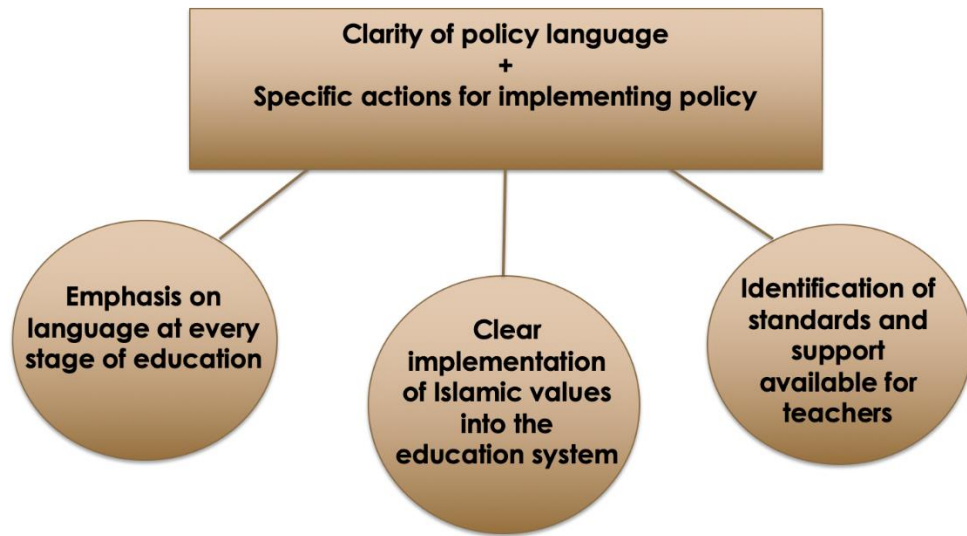 Clarity of policy language
+
Specific actions for implementing policy
Emphasis on
language at every
stage of education
Clear
implementation
of Islamic values
into the
education system
Identification of
standards and
support
available for
teachers